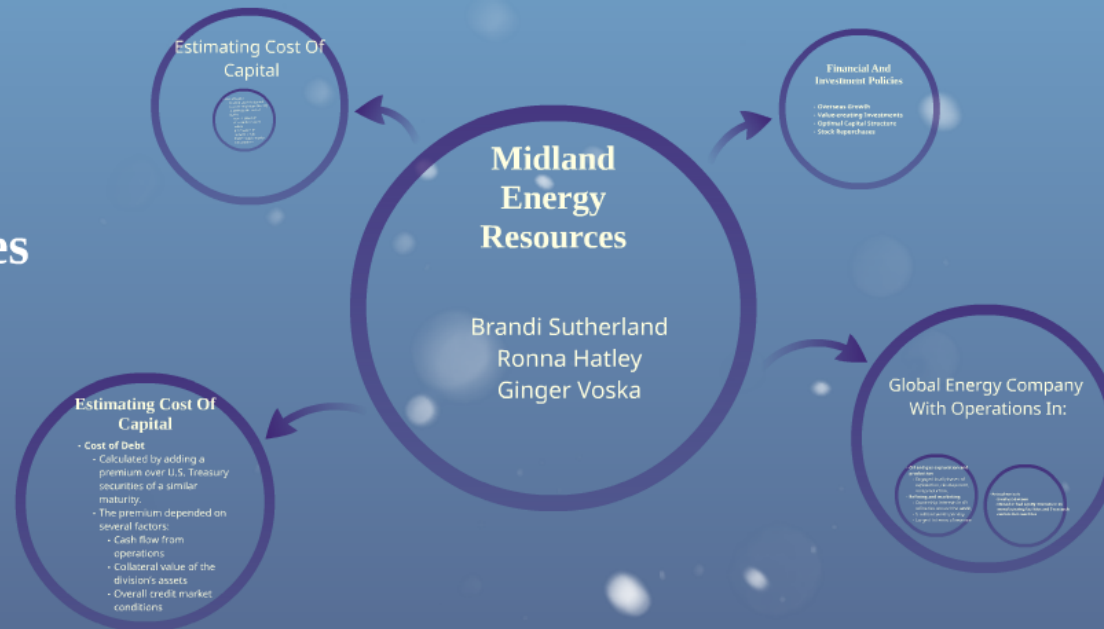 Estimating Cost Of
Capital
Financial And
Investment Policies
- Overseas Growth
- Value-creating Investments
- Optimal Capital Structure
- Stock Repurchases
Midland
Energy
Resources
Brandi Sutherland
Ronna Hatley
Ginger Voska
es
Estimating Cost Of
Capital
- Cost of Debt
- Calculated by adding a
premium over U.S. Treasury
securities of a similar
maturity.
- The premium depended on
several factors:
- Cash flow from
operations
- Collateral value of the
division's assets
- Overall credit market
conditions
Global Energy Company
With Operations In:
- Refining and marketing